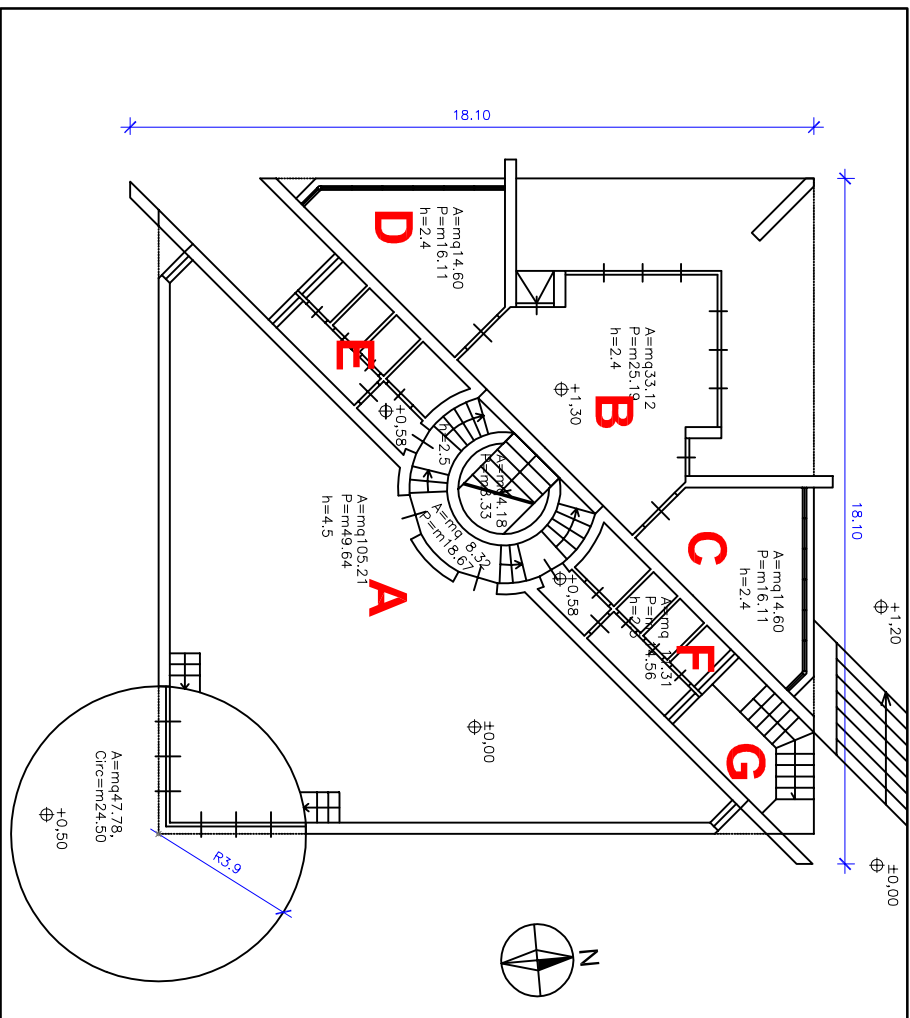 18.10
18.10
A=mq14.60
P=m16.11
h=2.4
D
A=mq33.12
P=m25.19
h=2.4
B
+1,30
E
+0,58
h=2.5
P=m8.33
A=mq 8.32
P=m18.67
A=mq105.21
P=m49.64
h=4.5
A
C
A=mq14.60
P=m16.11
h=2.4
+1,20
+0,58
F
G
±0,00
±0,00
A=mq47.78,
Circ=m24.50
+0,50
R3.9
N